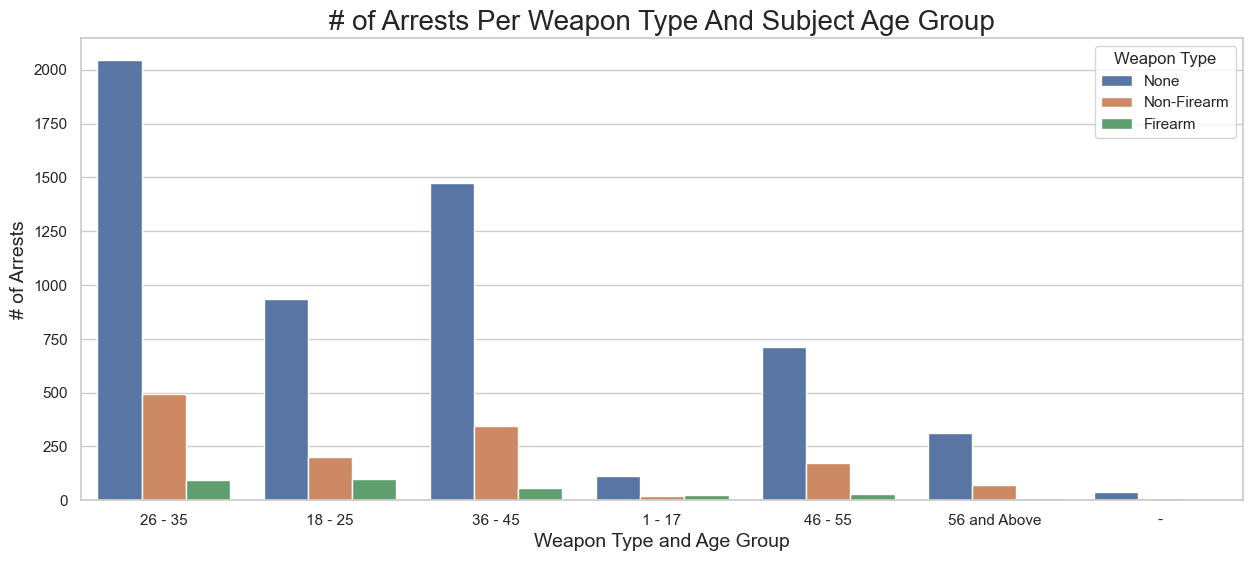 # of Arrests Per Weapon Type And Subject Age Group
Weapon Type
None
Non-Firearm
Firearm
# of Arrests
2000
1750
1500
1250
1000
750
500
250
0
26 - 35 18 - 25 36 - 45 1 - 17 46 - 55 56 and Above -
Weapon Type and Age Group